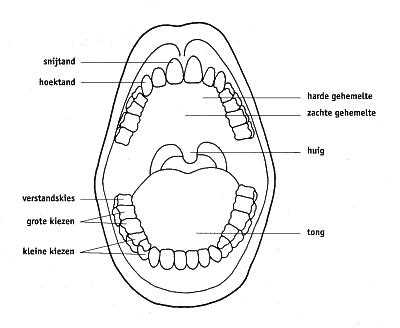 snijtand
hoektand
harde gehemelte
zachte gehemelte
huig
verstandskies
grote kiezen
kleine kiezen
tong